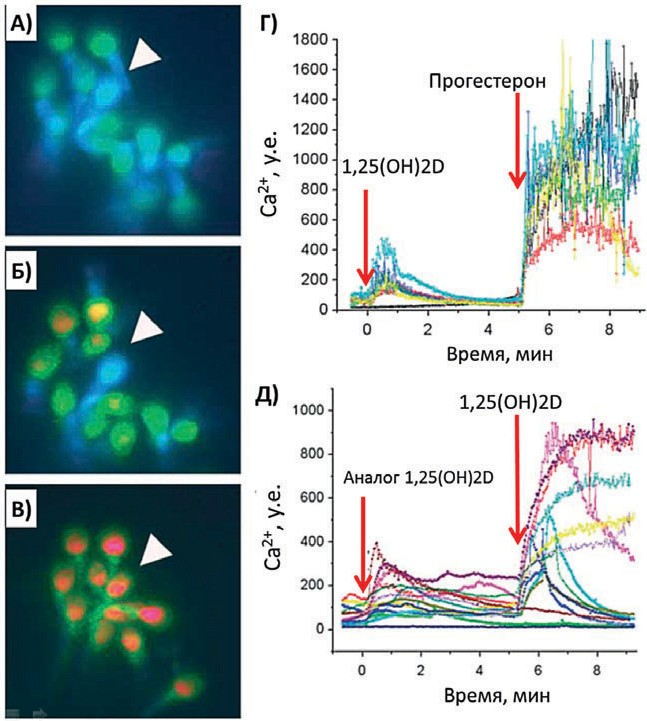 А)
Б)
В)
Г)
1800
1600
1400
1200
1000
800
600
400
200
0
Ca²⁺, у.е.
1,25(OH)2D
Прогестерон
0 2 4 6 8
Время, мин
Д)
1000
800
600
400
200
0
Ca²⁺, у.е.
Аналог 1,25(OH)2D
1,25(OH)2D
0 2 4 6 8
Время, мин